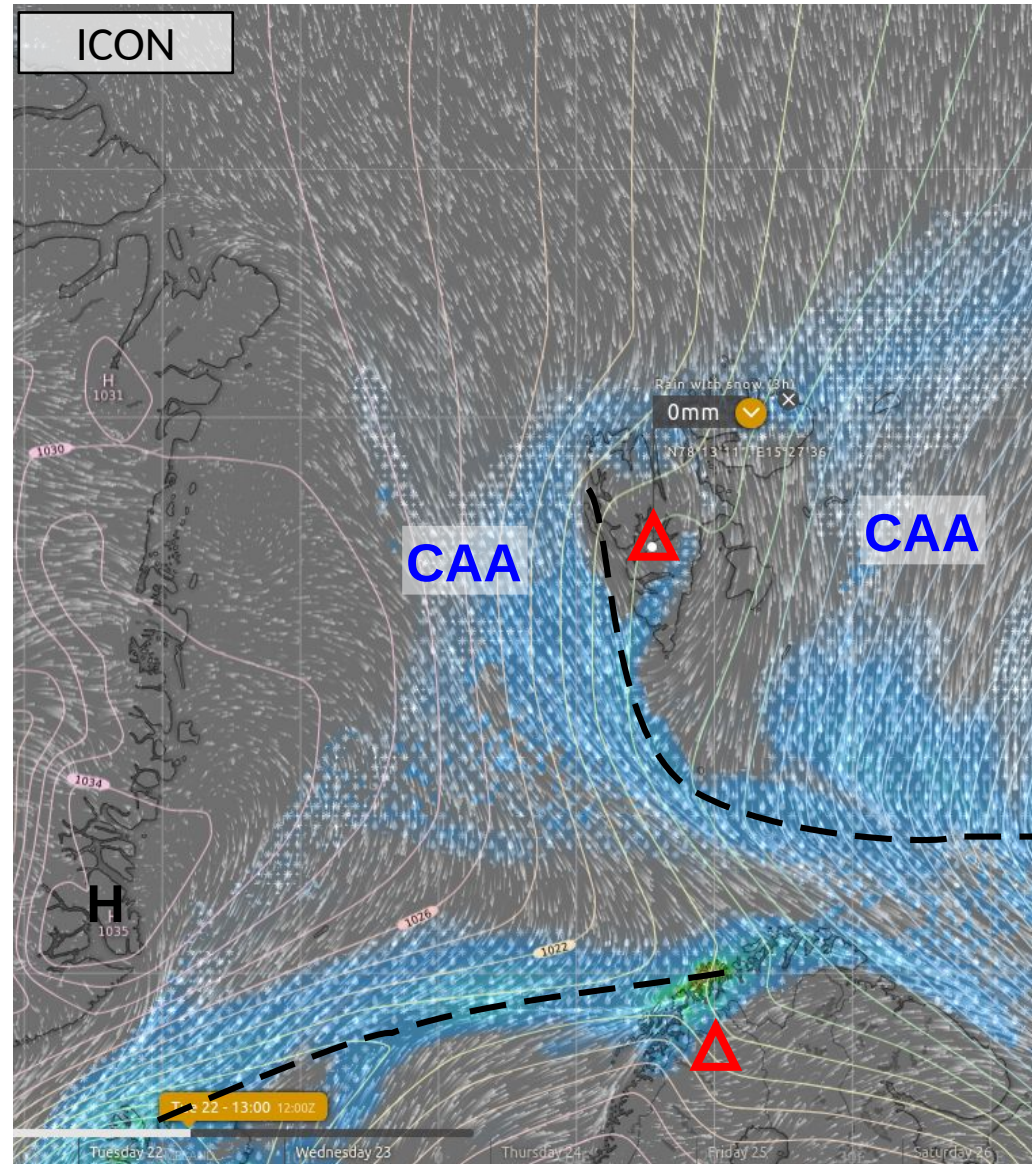 ICON
H
1031
Rain with snow (3h)
0mm
N78°13'11" E15°27'36"
1030
CAA
CAA
1034
H
1035
1026
1022
Tue 22 - 13:00 12:00Z
Tuesday 22
Wednesday 23
Thursday 24
Friday 25
Saturday 26